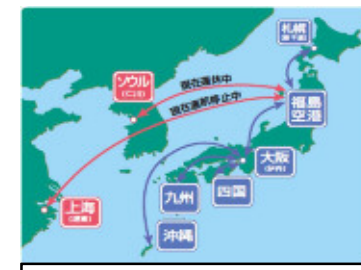 札幌
(新千歳)
ソウル
(仁川)
現在運休中
現在運航停止中
福島
空港
大阪
(伊丹)
上海
(浦東)
九州
四国
沖縄